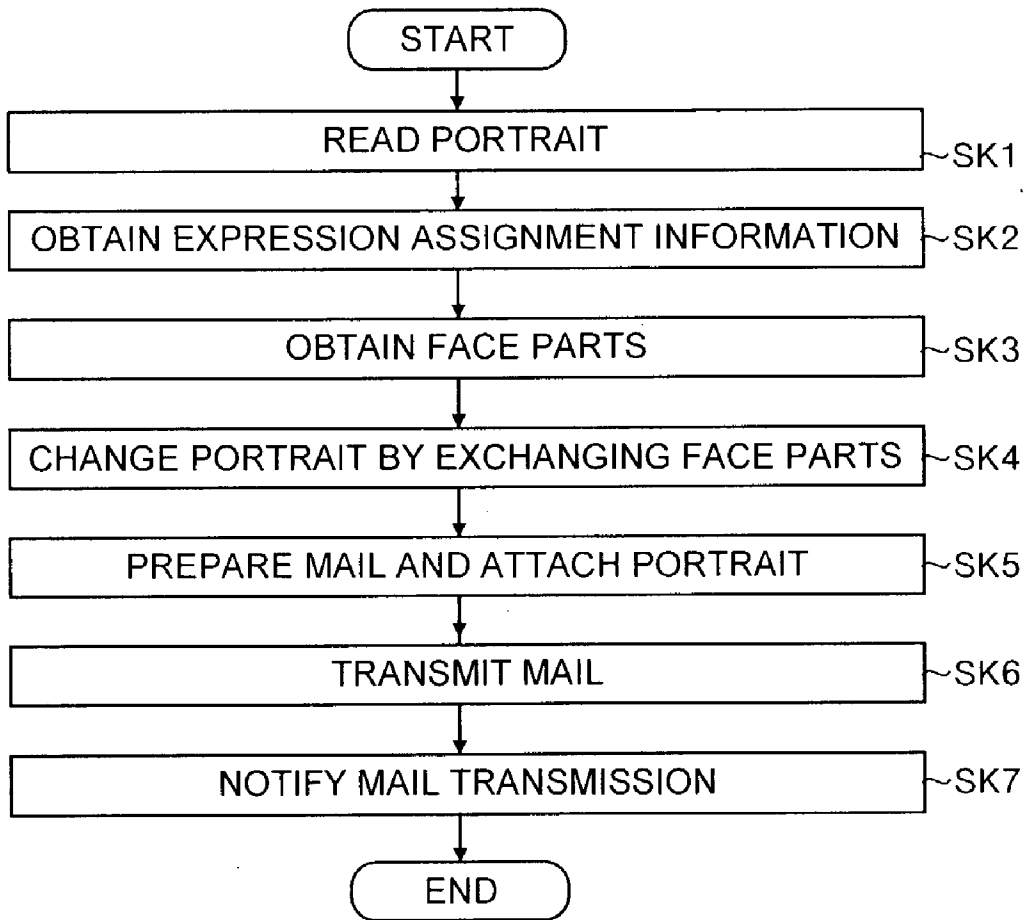 START
READ PORTRAIT
SK1
OBTAIN EXPRESSION ASSIGNMENT INFORMATION
SK2
OBTAIN FACE PARTS
SK3
CHANGE PORTRAIT BY EXCHANGING FACE PARTS
SK4
PREPARE MAIL AND ATTACH PORTRAIT
SK5
TRANSMIT MAIL
SK6
NOTIFY MAIL TRANSMISSION
SK7
END